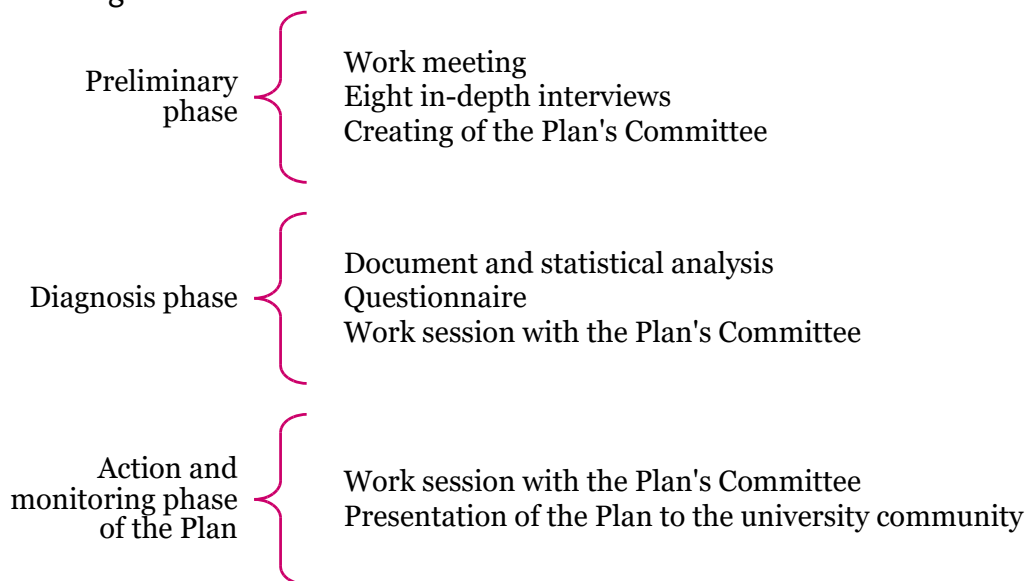 Preliminary
phase
Work meeting
Eight in-depth interviews
Creating of the Plan's Committee
Diagnosis phase
Document and statistical analysis
Questionnaire
Work session with the Plan's Committee
Action and
monitoring phase
of the Plan
Work session with the Plan's Committee
Presentation of the Plan to the university community